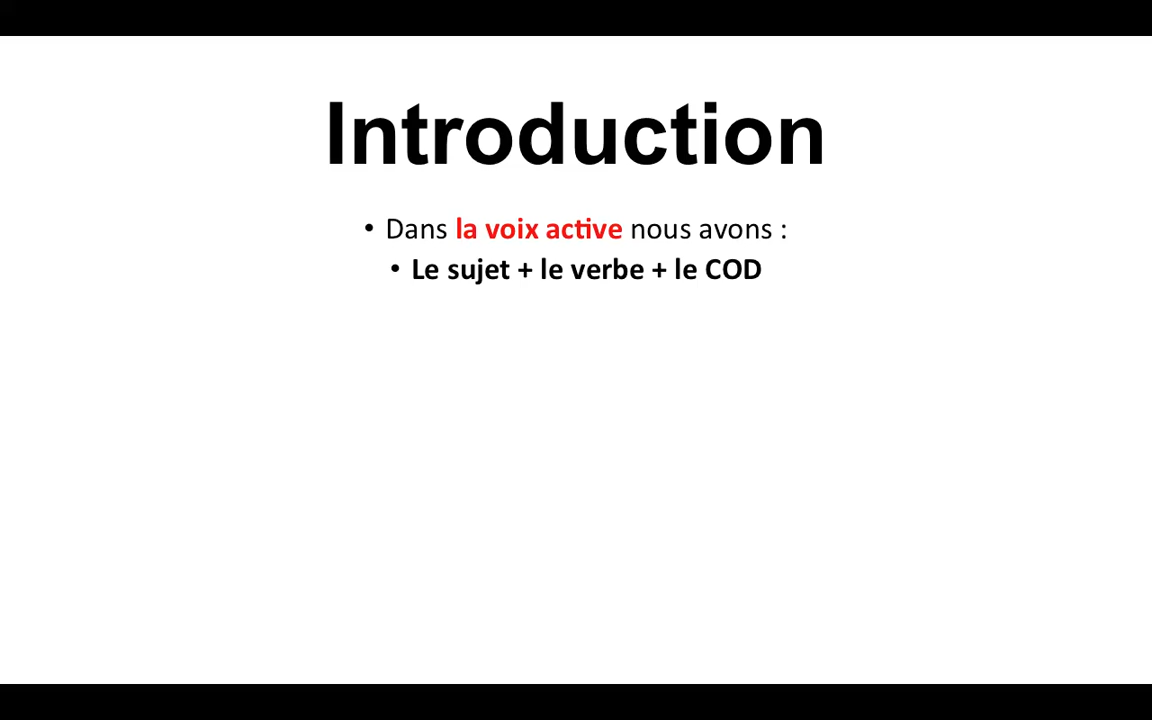 Introduction
• Dans la voix active nous avons :
• Le sujet + le verbe + le COD